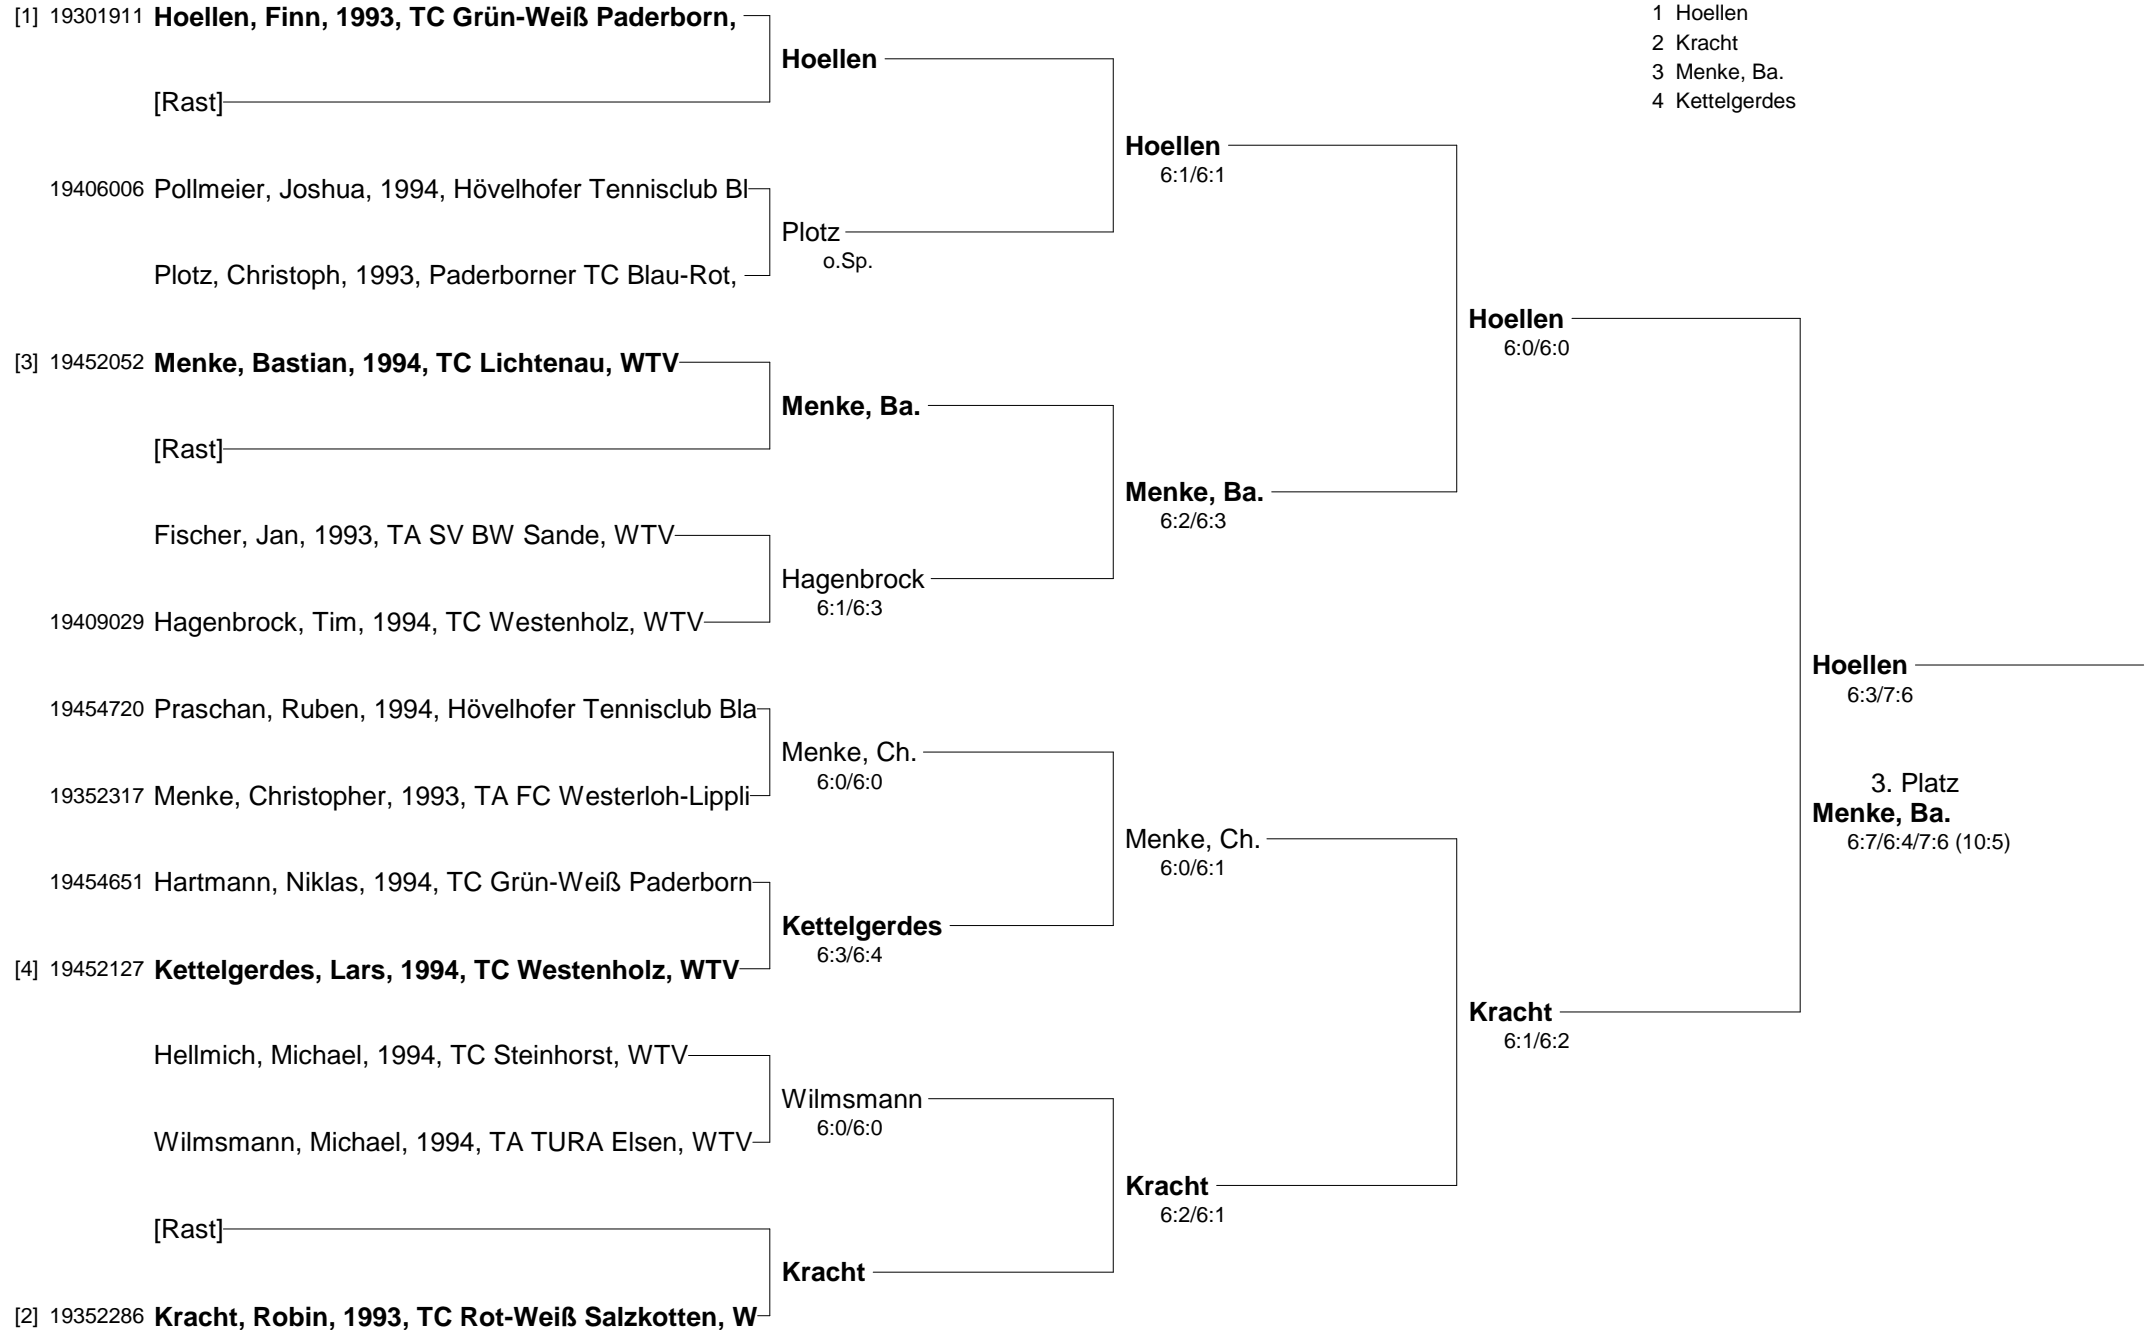 [1] 19301911 Hoellen, Finn, 1993, TC Grün-Weiß Paderborn,
[Rast]
19406006 Pollmeier, Joshua, 1994, Hövelhofer Tennisclub Bl
Plotz, Christoph, 1993, Paderborner TC Blau-Rot,
[3] 19452052 Menke, Bastian, 1994, TC Lichtenau, WTV
[Rast]
Fischer, Jan, 1993, TA SV BW Sande, WTV
19409029 Hagenbrock, Tim, 1994, TC Westenholz, WTV
19454720 Praschan, Ruben, 1994, Hövelhofer Tennisclub Bla
19352317 Menke, Christopher, 1993, TA FC Westerloh-Lippli
19454651 Hartmann, Niklas, 1994, TC Grün-Weiß Paderborn
[4] 19452127 Kettelgerdes, Lars, 1994, TC Westenholz, WTV
Hellmich, Michael, 1994, TC Steinhorst, WTV
Wilmsmann, Michael, 1994, TA TURA Elsen, WTV
[Rast]
[2] 19352286 Kracht, Robin, 1993, TC Rot-Weiß Salzkotten, W
Hoellen
Plotz
o.Sp.
Menke, Ba.
Hagenbrock
6:1/6:3
Menke, Ch.
6:0/6:0
Kettelgerdes
6:3/6:4
Wilmsmann
6:0/6:0
Kracht
Hoellen
6:1/6:1
Menke, Ba.
6:2/6:3
Menke, Ch.
6:0/6:1
Kracht
6:2/6:1
Hoellen
6:0/6:0
Kracht
6:1/6:2
Hoellen
6:3/7:6
3. Platz
Menke, Ba.
6:7/6:4/7:6 (10:5)
1 Hoellen
2 Kracht
3 Menke, Ba.
4 Kettelgerdes